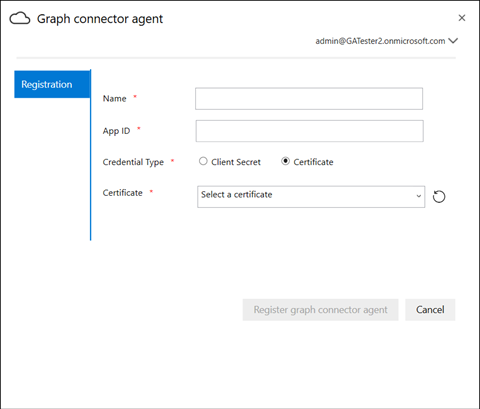 Graph connector agent
admin@GATester2.onmicrosoft.com
Registration
Name *
App ID *
Credential Type * Client Secret Certificate
Certificate * Select a certificate
Register graph connector agent Cancel